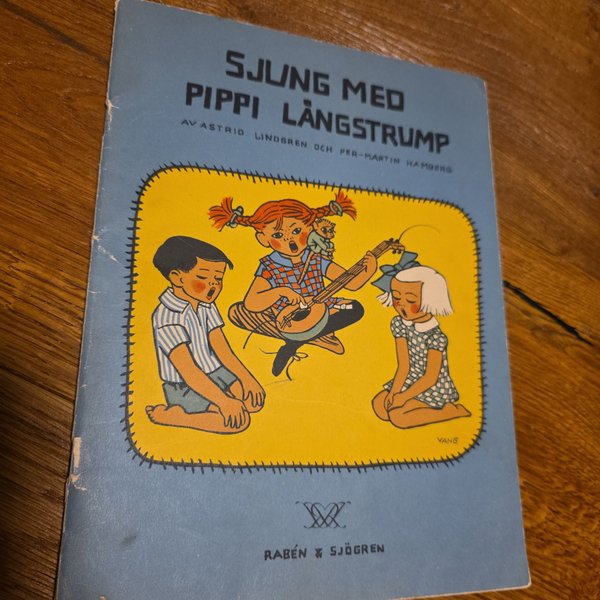 SJUNG MED
PIPPI LÅNGSTRUMP
AV ASTRID LINDGREN OCH PER-MARTIN HAMBERG
VANG
RABÉN & SJÖGREN